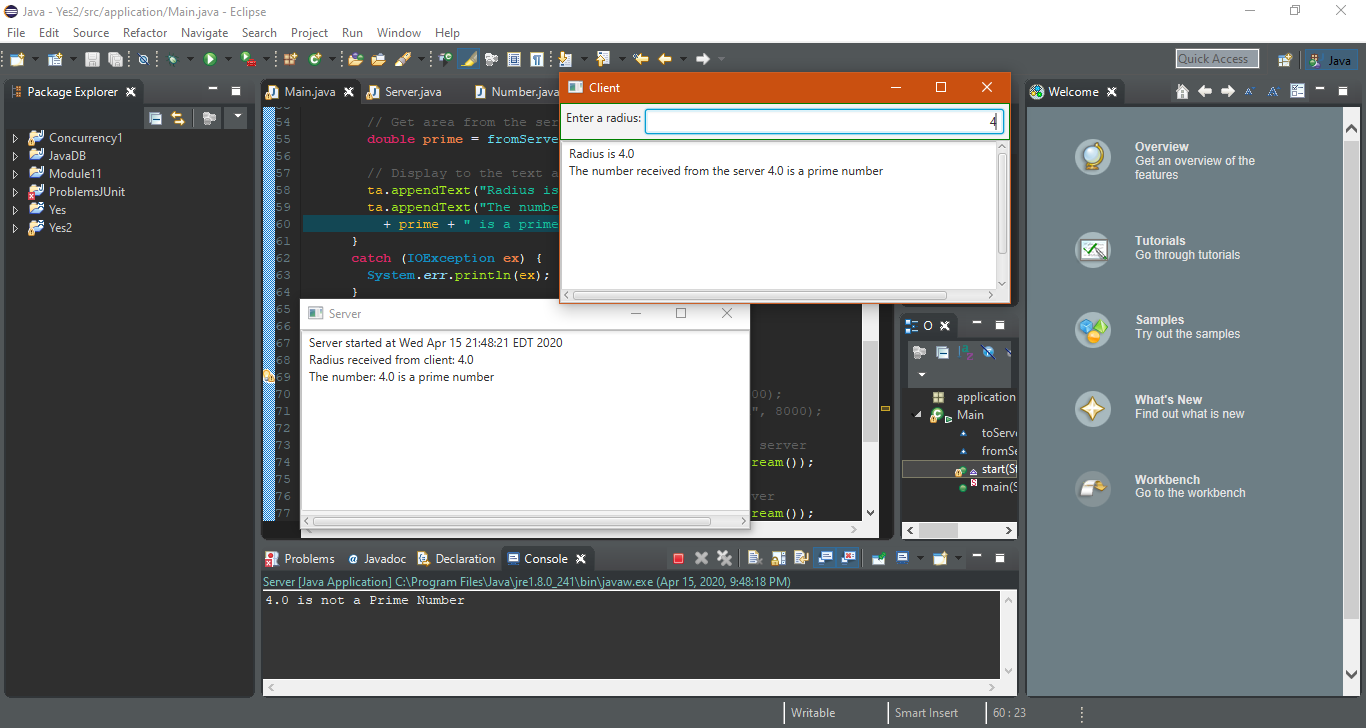 Java - Yes2/src/application/Main.java - Eclipse
File Edit Source Refactor Navigate Search Project Run Window Help
Quick Access
Java
Package Explorer
Concurrency1
JavaDB
Module11
ProblemsJUnit
Yes
Yes2
Main.java Server.java Number.java
54 // Get area from the ser
55 double prime = fromServe
56
57 // Display to the text a
58 ta.appendText("Radius is
59 ta.appendText("The numbe
60 + prime + " is a prime
61 }
62 catch (IOException ex) {
63 System.err.println(ex);
64 }
65
66
67
68
69
70 00);
71 ", 8000);
72
73 server
74 ream());
75
76 ver
77 ream());
Client
Enter a radius: 4
Radius is 4.0
The number received from the server 4.0 is a prime number
Server
Server started at Wed Apr 15 21:48:21 EDT 2020
Radius received from client: 4.0
The number: 4.0 is a prime number
O
application
Main
toServ
fromSe
start(St
main(S
Welcome
Overview
Get an overview of the
features
Tutorials
Go through tutorials
Samples
Try out the samples
What's New
Find out what is new
Workbench
Go to the workbench
Problems @ Javadoc Declaration Console
Server [Java Application] C:\Program Files\Java\jre1.8.0_241\bin\javaw.exe (Apr 15, 2020, 9:48:18 PM)
4.0 is not a Prime Number
Writable Smart Insert 60 : 23